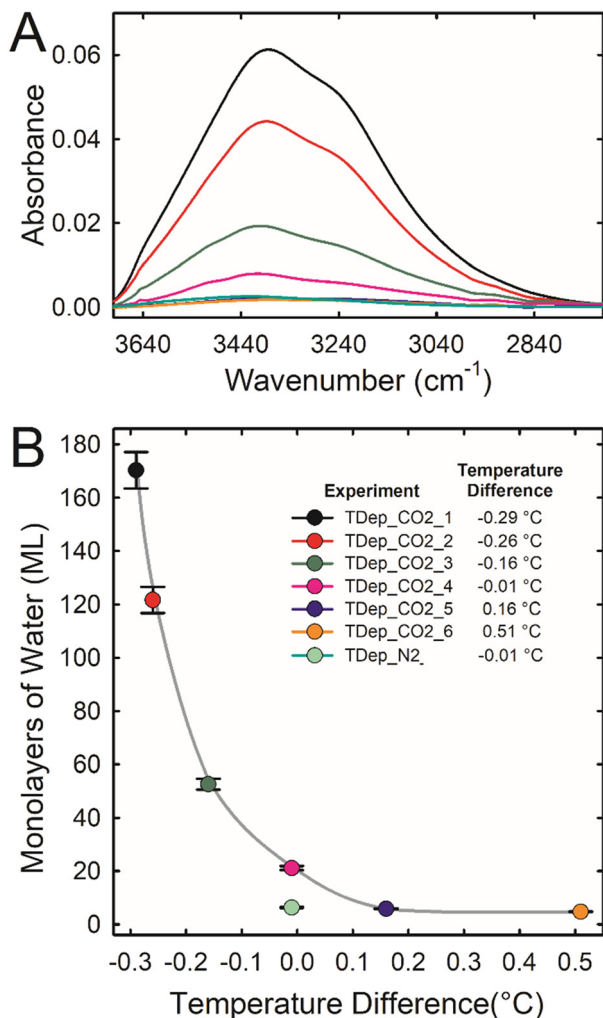 A
0.06
0.04
0.02
0.00
Absorbance
3640 3440 3240 3040 2840
Wavenumber (cm-1)
B
180
160
140
120
100
80
60
40
20
0
Monolayers of Water (ML)
Experiment Temperature Difference
TDep_CO2_1 -0.29 °C
TDep_CO2_2 -0.26 °C
TDep_CO2_3 -0.16 °C
TDep_CO2_4 -0.01 °C
TDep_CO2_5 0.16 °C
TDep_CO2_6 0.51 °C
TDep_N2_ -0.01 °C
-0.3 -0.2 -0.1 0.0 0.1 0.2 0.3 0.4 0.5
Temperature Difference(°C)